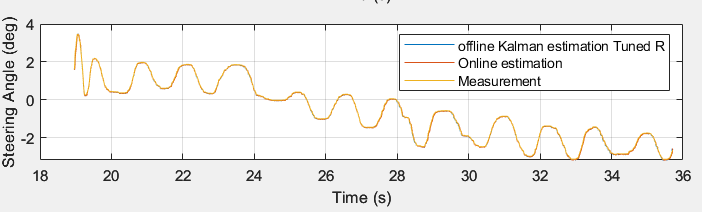 4
2
0
-2
Steering Angle (deg)
offline Kalman estimation Tuned R
Online estimation
Measurement
18 20 22 24 26 28 30 32 34 36
Time (s)